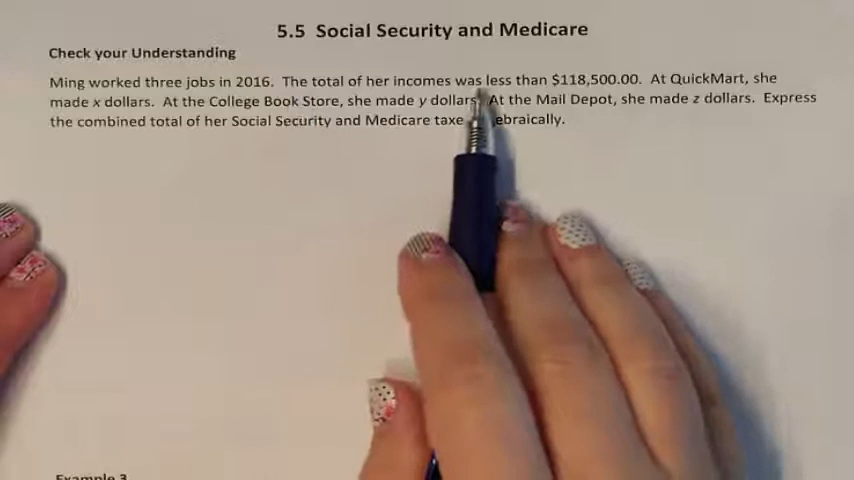 5.5 Social Security and Medicare
Check your Understanding
Ming worked three jobs in 2016. The total of her incomes was less than $118,500.00. At QuickMart, she
made x dollars. At the College Book Store, she made y dollars. At the Mail Depot, she made z dollars. Express
the combined total of her Social Security and Medicare taxe ebraically.
Example 3